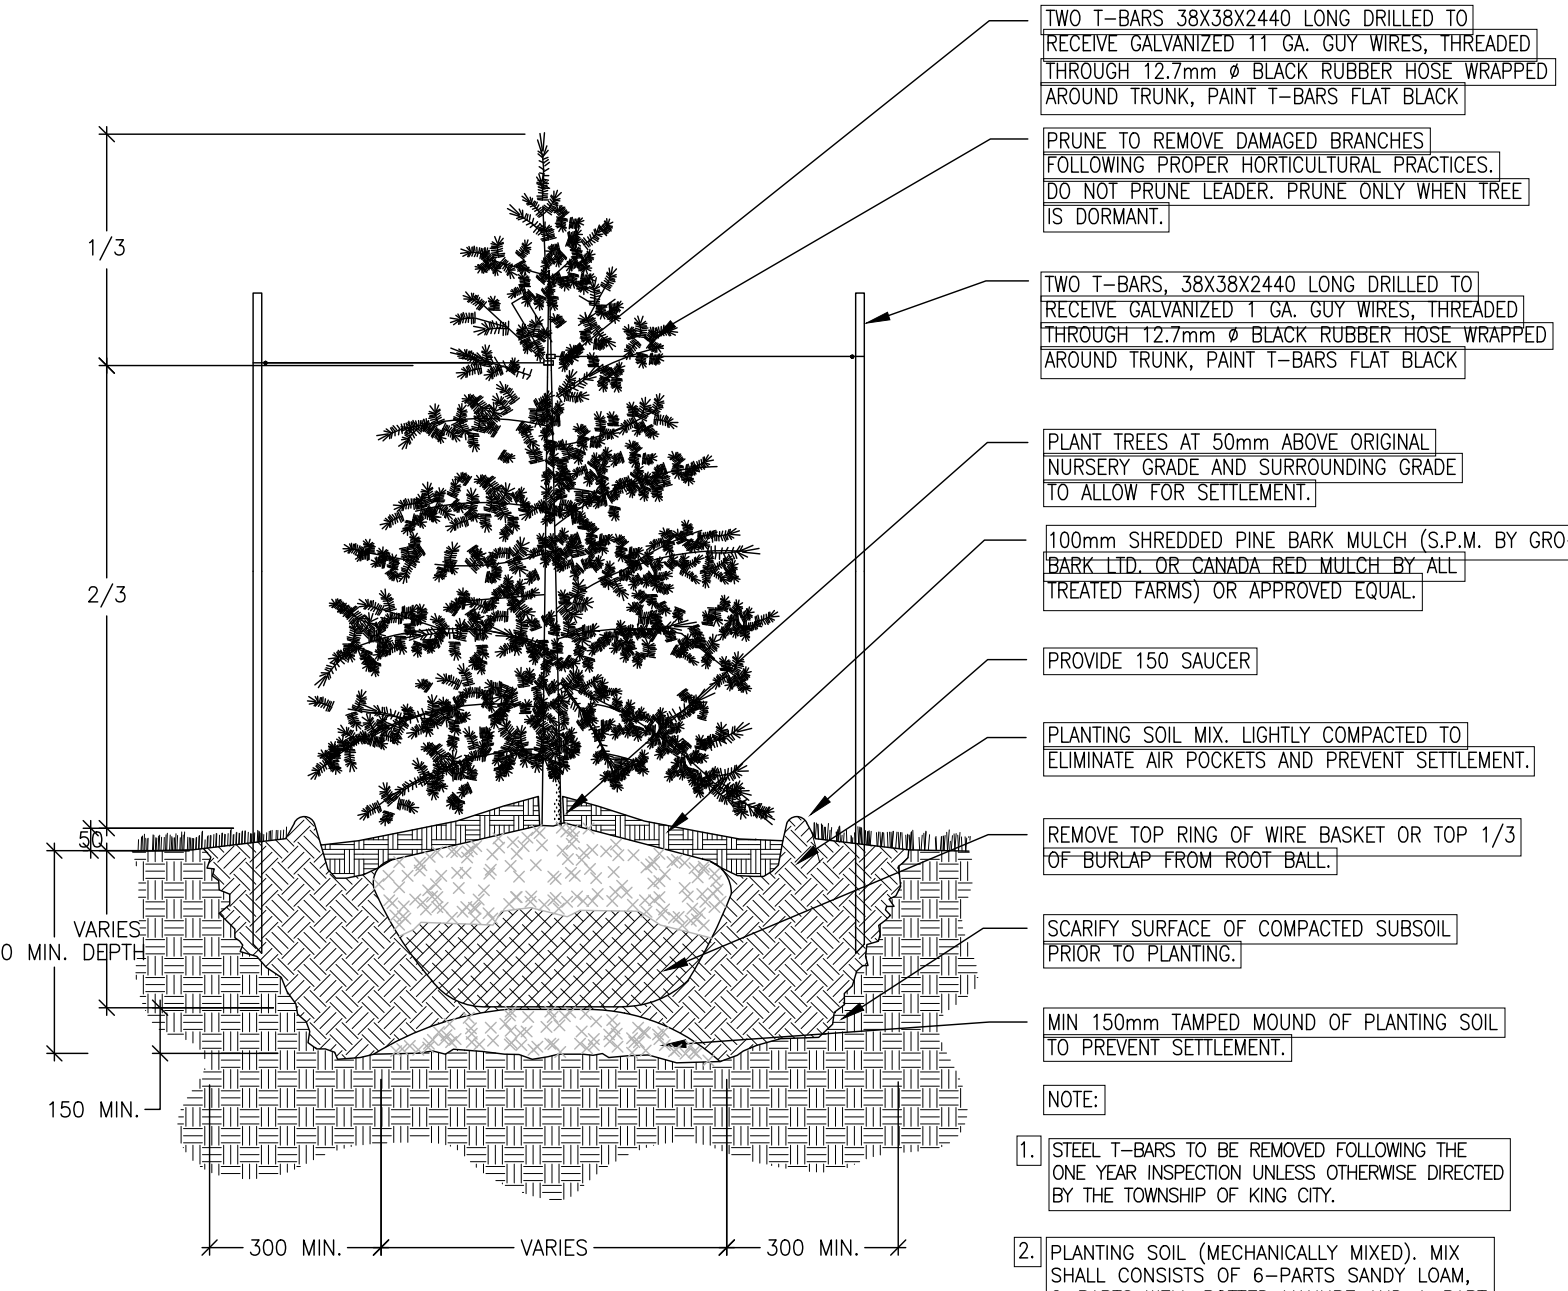 TWO T-BARS 38X38X2440 LONG DRILLED TO
RECEIVE GALVANIZED 11 GA. GUY WIRES, THREADED
THROUGH 12.7mm ø BLACK RUBBER HOSE WRAPPED
AROUND TRUNK, PAINT T-BARS FLAT BLACK
PRUNE TO REMOVE DAMAGED BRANCHES
FOLLOWING PROPER HORTICULTURAL PRACTICES.
DO NOT PRUNE LEADER. PRUNE ONLY WHEN TREE
IS DORMANT.
TWO T-BARS, 38X38X2440 LONG DRILLED TO
RECEIVE GALVANIZED 1 GA. GUY WIRES, THREADED
THROUGH 12.7mm ø BLACK RUBBER HOSE WRAPPED
AROUND TRUNK, PAINT T-BARS FLAT BLACK
PLANT TREES AT 50mm ABOVE ORIGINAL
NURSERY GRADE AND SURROUNDING GRADE
TO ALLOW FOR SETTLEMENT.
100mm SHREDDED PINE BARK MULCH (S.P.M. BY GRO
BARK LTD. OR CANADA RED MULCH BY ALL
TREATED FARMS) OR APPROVED EQUAL.
PROVIDE 150 SAUCER
PLANTING SOIL MIX. LIGHTLY COMPACTED TO
ELIMINATE AIR POCKETS AND PREVENT SETTLEMENT.
REMOVE TOP RING OF WIRE BASKET OR TOP 1/3
OF BURLAP FROM ROOT BALL.
SCARIFY SURFACE OF COMPACTED SUBSOIL
PRIOR TO PLANTING.
MIN 150mm TAMPED MOUND OF PLANTING SOIL
TO PREVENT SETTLEMENT.
NOTE:
1. STEEL T-BARS TO BE REMOVED FOLLOWING THE
ONE YEAR INSPECTION UNLESS OTHERWISE DIRECTED
BY THE TOWNSHIP OF KING CITY.
2. PLANTING SOIL (MECHANICALLY MIXED). MIX
SHALL CONSISTS OF 6-PARTS SANDY LOAM,
1/3
2/3
50
VARIES
0 MIN. DEPTH
150 MIN.
300 MIN.
VARIES
300 MIN.